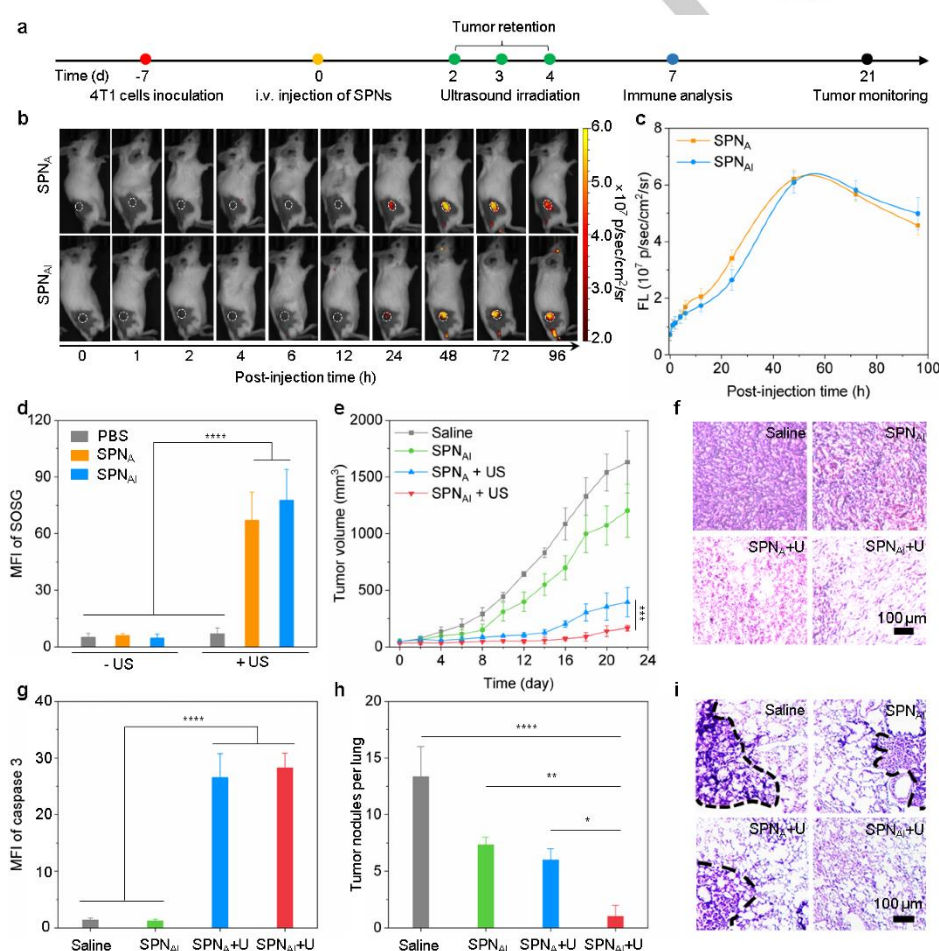 a
Tumor retention
Time (d) -7 0 2 3 4 7 21
4T1 cells inoculation i.v. injection of SPNs Ultrasound irradiation Immune analysis Tumor monitoring
b
SPNA
SPNAI
0 1 2 4 6 12 24 48 72 96
Post-injection time (h)
6.0
5.0
4.0
3.0
2.0
× 10⁷ p/sec/cm²/sr
c
SPNA
SPNAI
FL (10⁷ p/sec/cm²/sr)
8
6
4
2
0
0 20 40 60 80 100
Post-injection time (h)
d
PBS
SPNA
SPNAI
****
MFI of SOSG
120
90
60
30
0
- US + US
e
Saline
SPNAI
SPNA + US
SPNAI + US
***
Tumor volume (mm³)
2000
1500
1000
500
0
0 4 8 12 16 20 24
Time (day)
f
Saline SPNAI
SPNA+U SPNAI+U
100 μm
g
****
MFI of caspase 3
40
30
20
10
0
Saline SPNAI SPNA+U SPNAI+U
h
****
**
*
Tumor nodules per lung
20
15
10
5
0
Saline SPNAI SPNA+U SPNAI+U
i
Saline SPNAI
SPNA+U SPNAI+U
100 μm